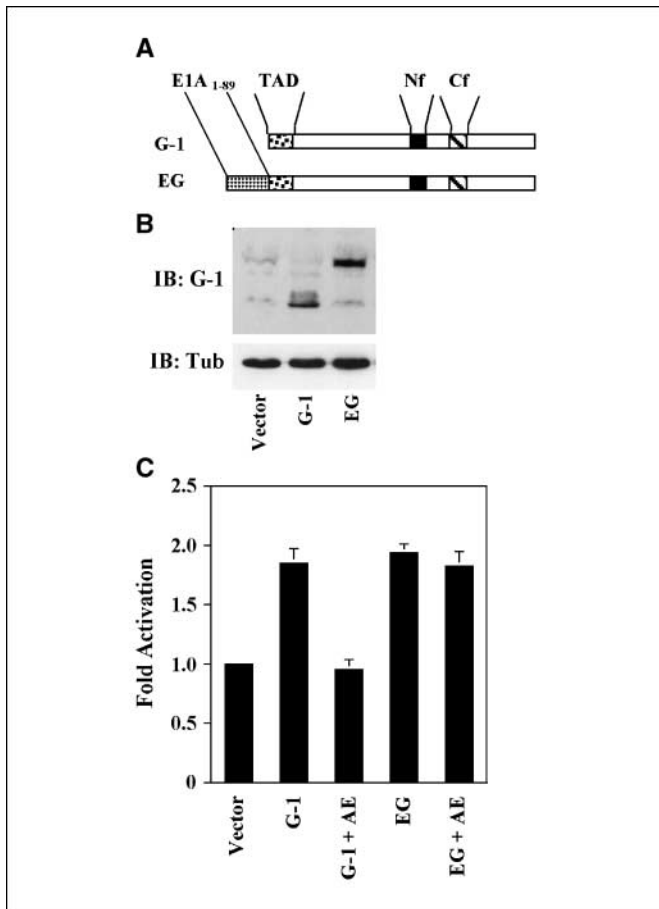 A
E1A 1-89 TAD Nf Cf
G-1
EG
B
IB: G-1
IB: Tub
Vector
G-1
EG
C
2.5
2.0
1.5
1.0
0.5
0
Fold Activation
Vector
G-1
G-1 + AE
EG
EG + AE